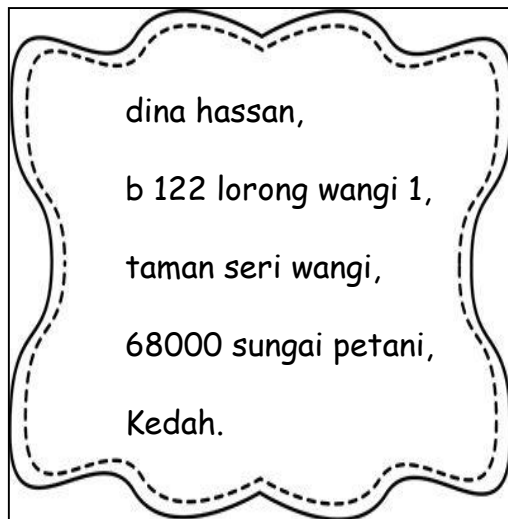 dina hassan,
b 122 lorong wangi 1,
taman seri wangi,
68000 sungai petani,
Kedah.